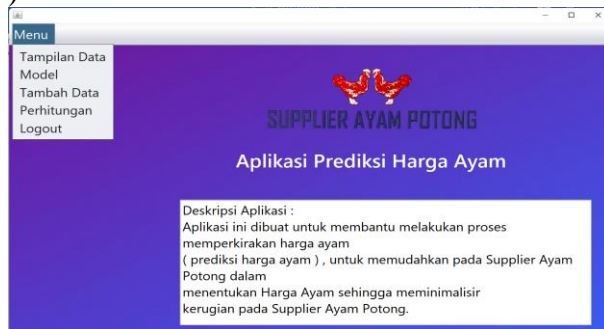 )
Menu
Tampilan Data
Model
Tambah Data
Perhitungan
Logout
SUPPLIER AYAM POTONG
Aplikasi Prediksi Harga Ayam
Deskripsi Aplikasi :
Aplikasi ini dibuat untuk membantu melakukan proses
memperkirakan harga ayam
( prediksi harga ayam ) , untuk memudahkan pada Supplier Ayam
Potong dalam
menentukan Harga Ayam sehingga meminimalisir
kerugian pada Supplier Ayam Potong.